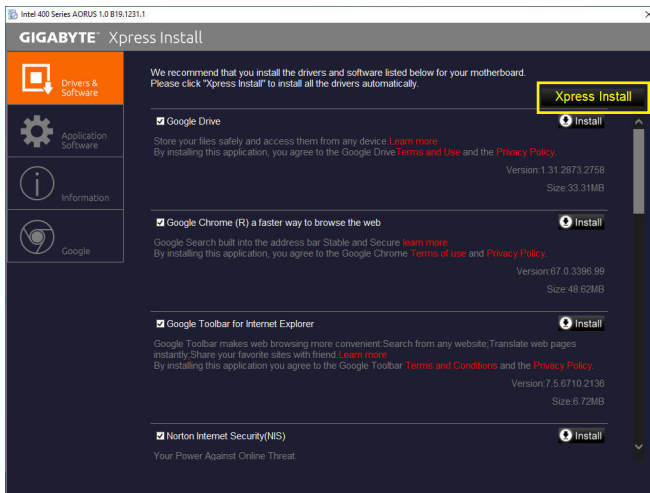 Intel 400 Series AORUS 1.0 B19.1231.1
GIGABYTE™ Xpress Install
Drivers &
Software
Application
Software
Information
Google
We recommend that you install the drivers and software listed below for your motherboard.
Please click "Xpress Install" to install all the drivers automatically.
Xpress Install
Google Drive
Install
Store your files safely and access them from any device.Learn more
By installing this application, you agree to the Google DriveTerms and Use and the Privacy Policy.
Version:1.31.2873.2758
Size:33.31MB
Google Chrome (R) a faster way to browse the web
Install
Google Search built into the address bar Stable and Secure learn more
By installing this application, you agree to the Google Chrome Terms of use and Privacy Policy.
Version:67.0.3396.99
Size:48.62MB
Google Toolbar for Internet Explorer
Install
Google Toolbar makes web browsing more convenient:Search from any website;Translate web pages
instantly;Share your favorite sites with friend.Learn more
By installing this application you agree to the Google Toolbar Terms and Conditions and the Privacy Policy.
Version:7.5.6710.2136
Size:6.72MB
Norton Internet Security(NIS)
Install
Your Power Against Online Threat.